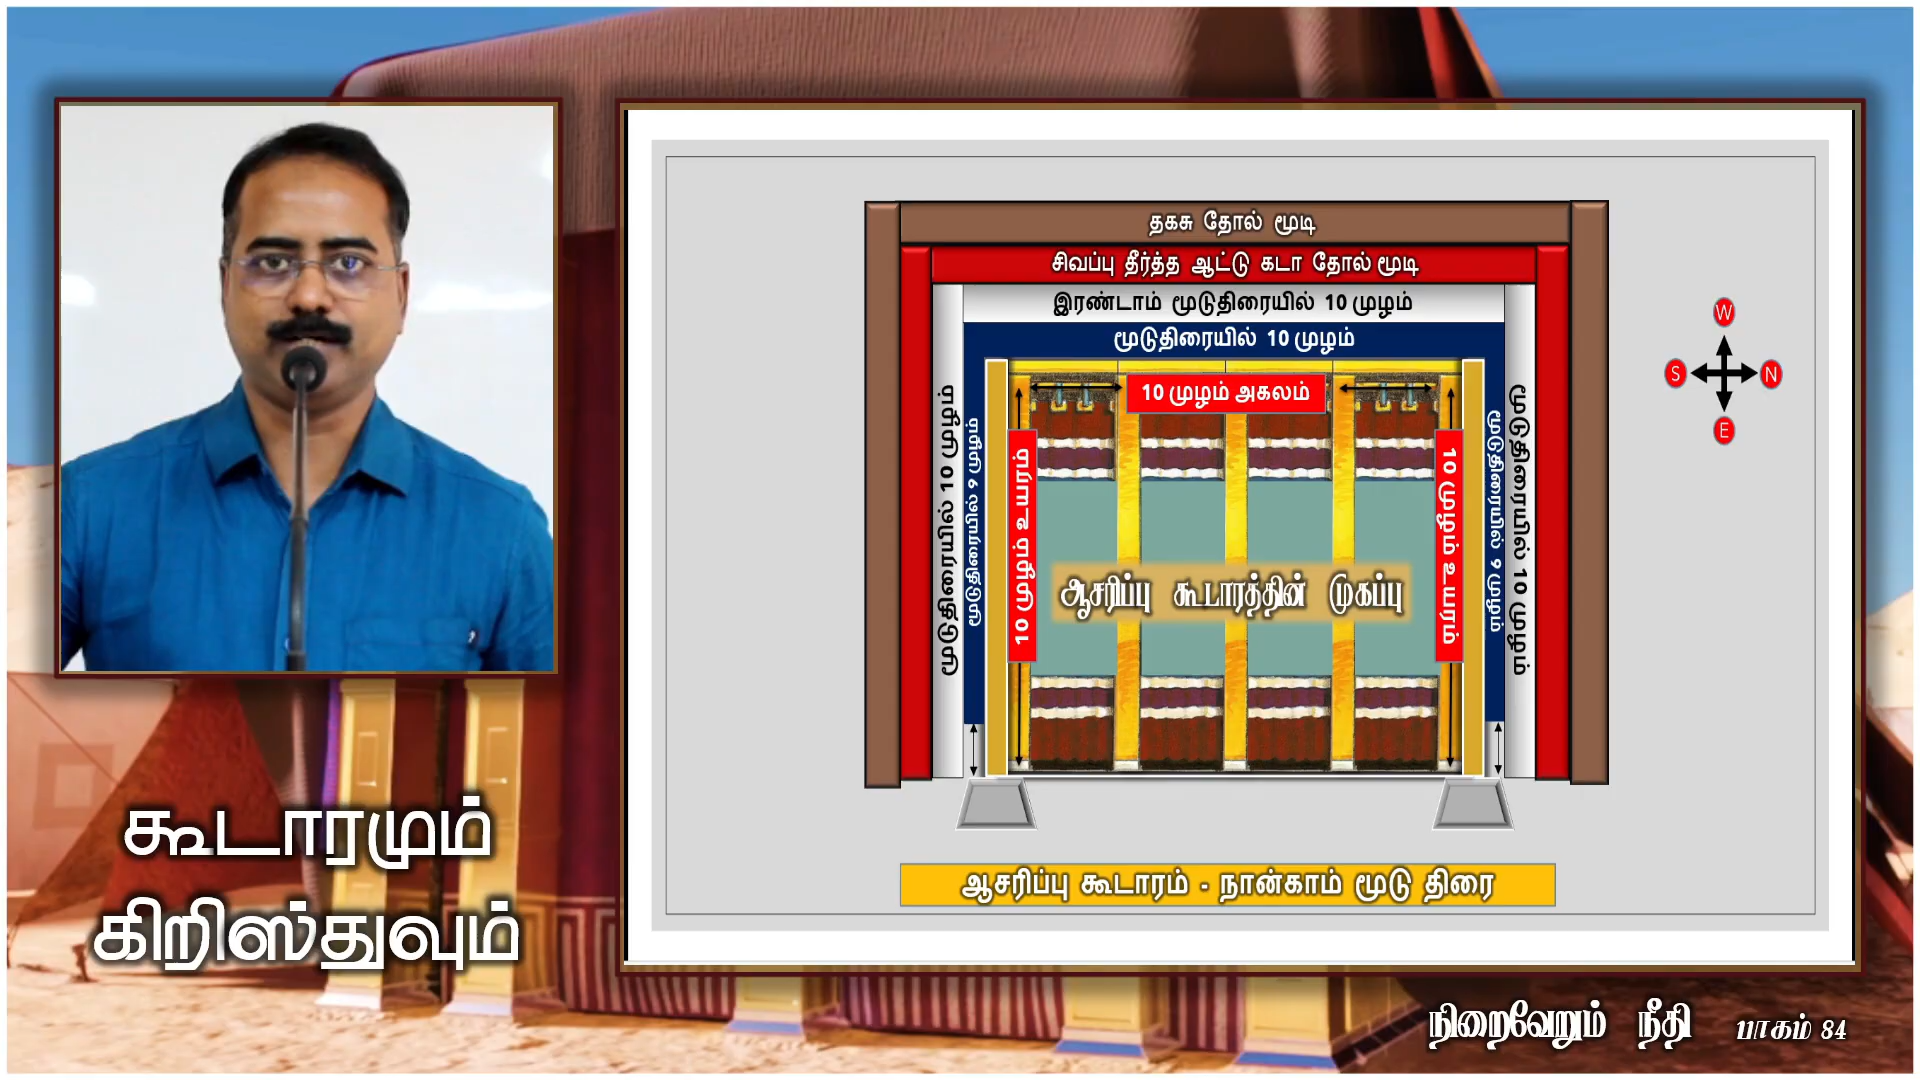 தகசு தோல் மூடி
சிவப்பு தீர்த்த ஆட்டு கடா தோல் மூடி
இரண்டாம் மூடுதிரையில் 10 முழம்
மூடுதிரையில் 10 முழம்
10 முழம் அகலம்
மூடுதிரையில் 10 முழம்
மூடுதிரையில் 9 முழம்
10 முழம் உயரம்
10 முழம் உயரம்
மூடுதிரையில் 9 முழம்
மூடுதிரையில் 10 முழம்
W
S
N
E
ஆசரிப்பு கூடாரத்தின் முகப்பு
ஆசரிப்பு கூடாரம் - நான்காம் மூடு திரை
கூடாரமும்
கிறிஸ்துவும்
நிறைவேறும் நீதி பாகம் 84